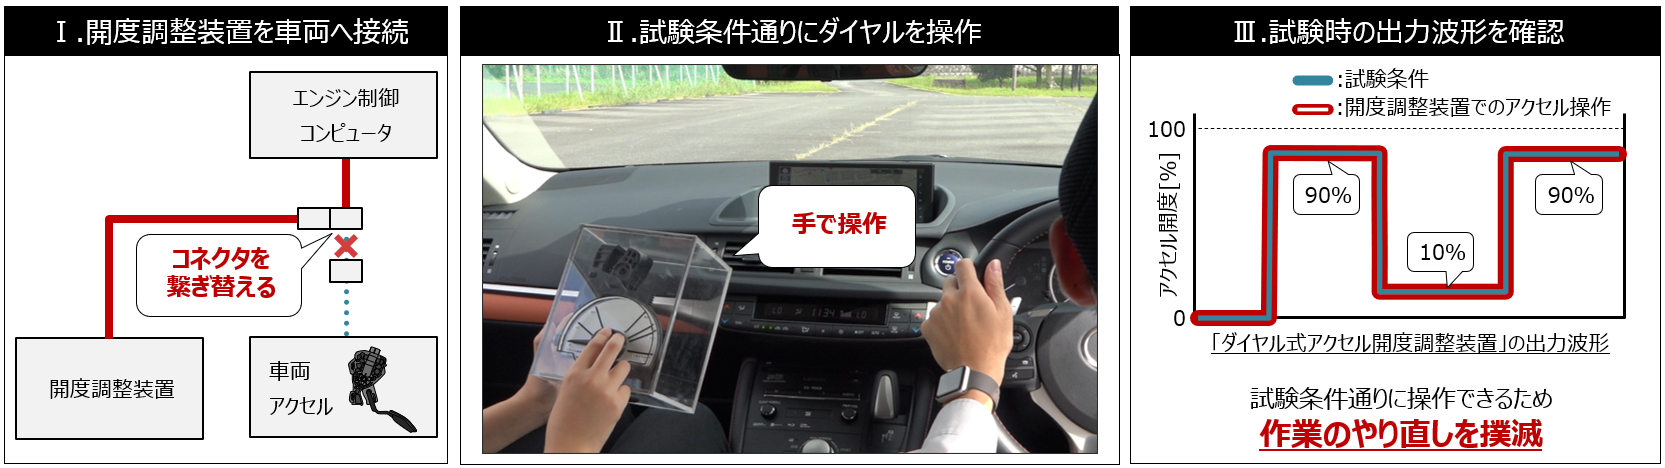 Ⅰ.開度調整装置を車両へ接続
エンジン制御
コンピュータ
コネクタを
繋ぎ替える
開度調整装置
車両
アクセル
Ⅱ.試験条件通りにダイヤルを操作
手で操作
Ⅲ.試験時の出力波形を確認
:試験条件
:開度調整装置でのアクセル操作
アクセル開度[%]
100
90%
90%
10%
0
「ダイヤル式アクセル開度調整装置」の出力波形
試験条件通りに操作できるため
作業のやり直しを撲滅